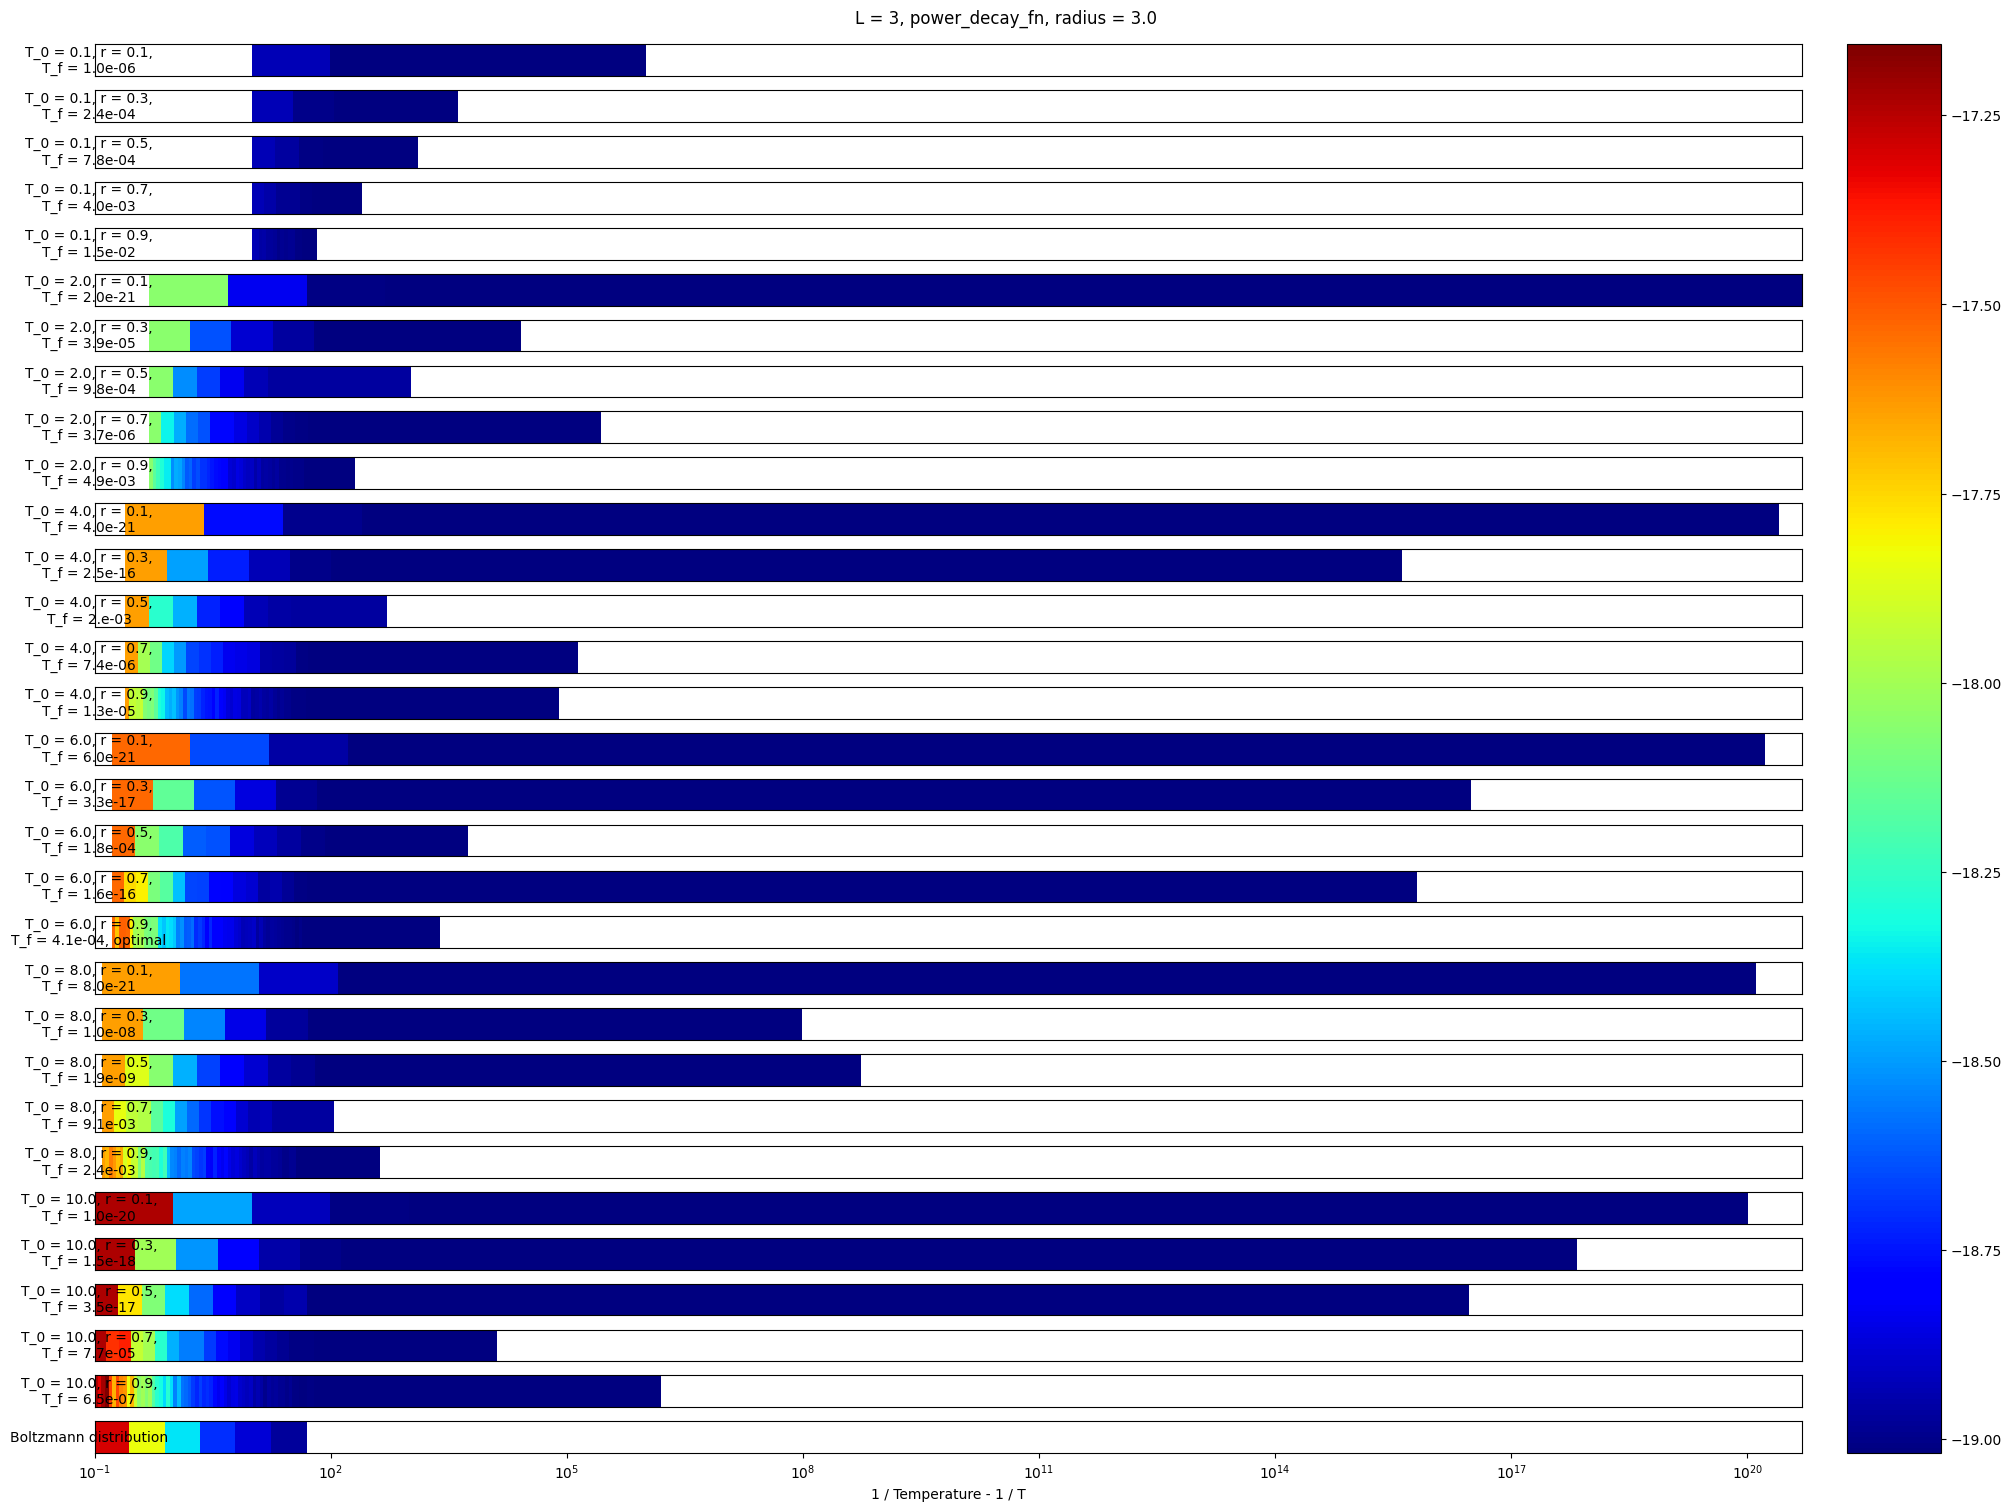 L = 3, power_decay_fn, radius = 3.0
T_0 = 0.1, r = 0.1,
T_f = 1.0e-06
T_0 = 0.1, r = 0.3,
T_f = 2.4e-04
T_0 = 0.1, r = 0.5,
T_f = 7.8e-04
T_0 = 0.1, r = 0.7,
T_f = 4.0e-03
T_0 = 0.1, r = 0.9,
T_f = 1.5e-02
T_0 = 2.0, r = 0.1,
T_f = 2.0e-21
T_0 = 2.0, r = 0.3,
T_f = 3.9e-05
T_0 = 2.0, r = 0.5,
T_f = 9.8e-04
T_0 = 2.0, r = 0.7,
T_f = 3.7e-06
T_0 = 2.0, r = 0.9,
T_f = 4.9e-03
T_0 = 4.0, r = 0.1,
T_f = 4.0e-21
T_0 = 4.0, r = 0.3,
T_f = 2.5e-16
T_0 = 4.0, r = 0.5,
T_f = 2.e-03
T_0 = 4.0, r = 0.7,
T_f = 7.4e-06
T_0 = 4.0, r = 0.9,
T_f = 1.3e-05
T_0 = 6.0, r = 0.1,
T_f = 6.0e-21
T_0 = 6.0, r = 0.3,
T_f = 3.3e-17
T_0 = 6.0, r = 0.5,
T_f = 1.8e-04
T_0 = 6.0, r = 0.7,
T_f = 1.6e-16
T_0 = 6.0, r = 0.9,
T_f = 4.1e-04, optimal
T_0 = 8.0, r = 0.1,
T_f = 8.0e-21
T_0 = 8.0, r = 0.3,
T_f = 1.0e-08
T_0 = 8.0, r = 0.5,
T_f = 1.9e-09
T_0 = 8.0, r = 0.7,
T_f = 9.1e-03
T_0 = 8.0, r = 0.9,
T_f = 2.4e-03
T_0 = 10.0, r = 0.1,
T_f = 1.0e-20
T_0 = 10.0, r = 0.3,
T_f = 1.5e-18
T_0 = 10.0, r = 0.5,
T_f = 3.5e-17
T_0 = 10.0, r = 0.7,
T_f = 7.7e-05
T_0 = 10.0, r = 0.9,
T_f = 6.5e-07
Boltzmann distribution
10⁻¹ 10² 10⁵ 10⁸ 10¹¹ 10¹⁴ 10¹⁷ 10²⁰
1 / Temperature - 1 / T
−17.25
−17.50
−17.75
−18.00
−18.25
−18.50
−18.75
−19.00